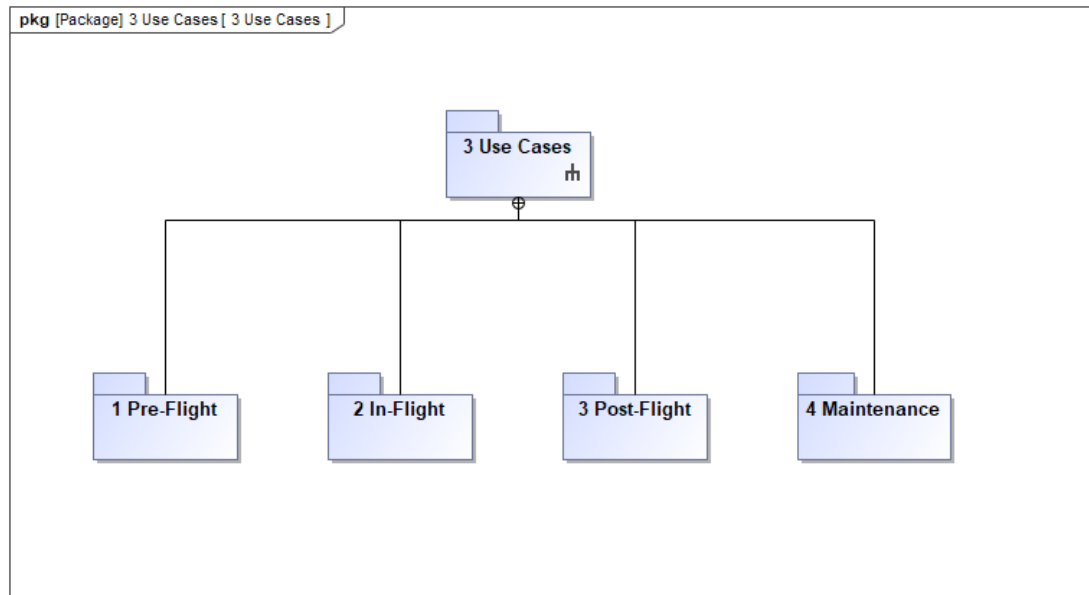 pkg [Package] 3 Use Cases [ 3 Use Cases ]
3 Use Cases
1 Pre-Flight
2 In-Flight
3 Post-Flight
4 Maintenance